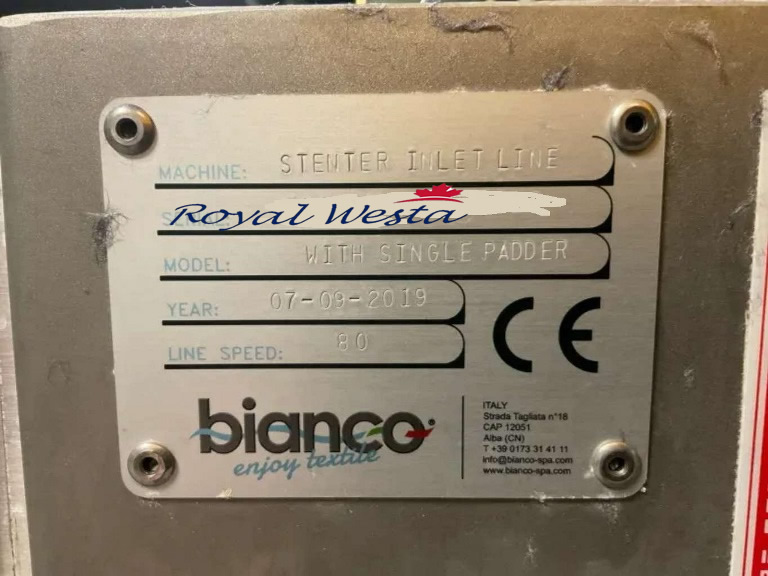 MACHINE: STENTER INLET LINE
Royal Westa
MODEL: WITH SINGLE PADDER
YEAR: 07-09-2019
LINE SPEED: 80
CE
bianco
enjoy textile
ITALY
Strada Tagliata n°18
CAP 12051
Alba (CN)
T +39 0173 31 41 11
info@bianco-spa.com
www.bianco-spa.com